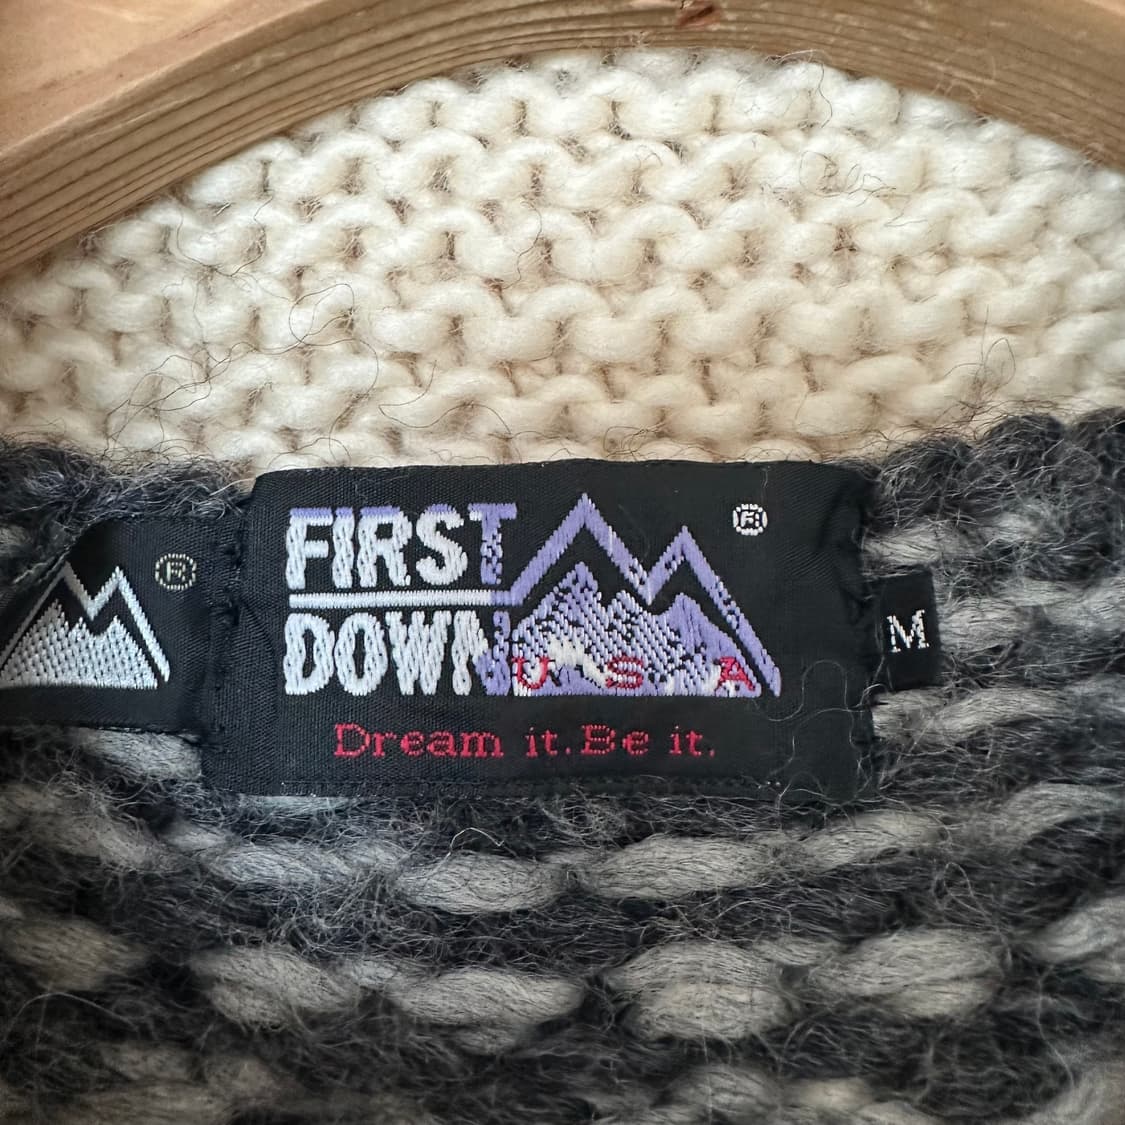 FIRST
DOWN
U S A
Dream it. Be it.
®
®
M